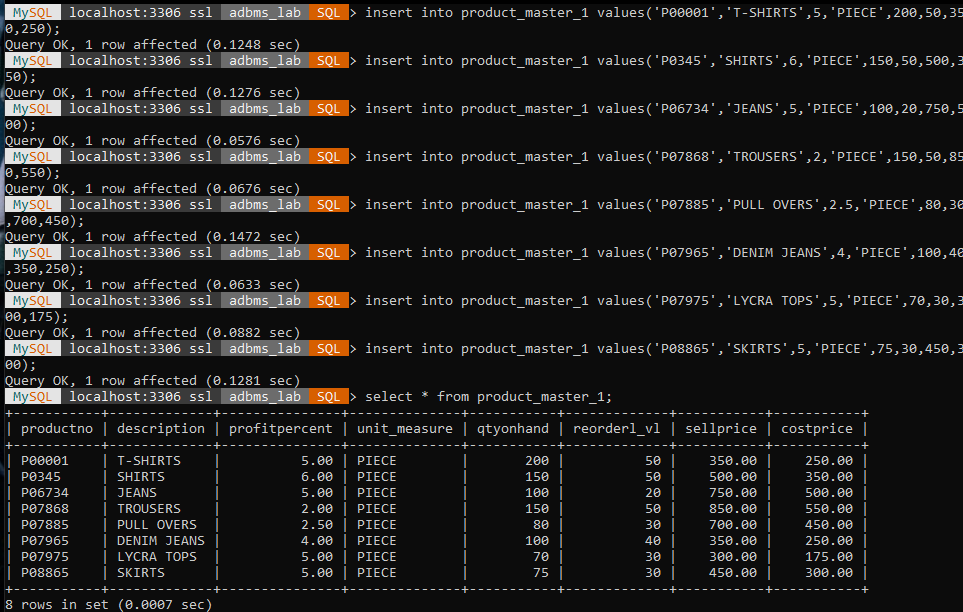 MySQL localhost:3306 ssl adbms_lab SQL > insert into product_master_1 values('P00001','T-SHIRTS',5,'PIECE',200,50,35
0,250);
Query OK, 1 row affected (0.1248 sec)
MySQL localhost:3306 ssl adbms_lab SQL > insert into product_master_1 values('P0345','SHIRTS',6,'PIECE',150,50,500,3
50);
Query OK, 1 row affected (0.1276 sec)
MySQL localhost:3306 ssl adbms_lab SQL > insert into product_master_1 values('P06734','JEANS',5,'PIECE',100,20,750,5
00);
Query OK, 1 row affected (0.0576 sec)
MySQL localhost:3306 ssl adbms_lab SQL > insert into product_master_1 values('P07868','TROUSERS',2,'PIECE',150,50,85
0,550);
Query OK, 1 row affected (0.0676 sec)
MySQL localhost:3306 ssl adbms_lab SQL > insert into product_master_1 values('P07885','PULL OVERS',2.5,'PIECE',80,30
,700,450);
Query OK, 1 row affected (0.1472 sec)
MySQL localhost:3306 ssl adbms_lab SQL > insert into product_master_1 values('P07965','DENIM JEANS',4,'PIECE',100,40
,350,250);
Query OK, 1 row affected (0.0633 sec)
MySQL localhost:3306 ssl adbms_lab SQL > insert into product_master_1 values('P07975','LYCRA TOPS',5,'PIECE',70,30,3
00,175);
Query OK, 1 row affected (0.0882 sec)
MySQL localhost:3306 ssl adbms_lab SQL > insert into product_master_1 values('P08865','SKIRTS',5,'PIECE',75,30,450,3
00);
Query OK, 1 row affected (0.1281 sec)
MySQL localhost:3306 ssl adbms_lab SQL > select * from product_master_1;
+-----------+-------------+---------------+--------------+-----------+-------------+-----------+-----------+
| productno | description | profitpercent | unit_measure | qtyonhand | reorderl_vl | sellprice | costprice |
+-----------+-------------+---------------+--------------+-----------+-------------+-----------+-----------+
| P00001    | T-SHIRTS    |          5.00 | PIECE        |       200 |          50 |    350.00 |    250.00 |
| P0345     | SHIRTS      |          6.00 | PIECE        |       150 |          50 |    500.00 |    350.00 |
| P06734    | JEANS       |          5.00 | PIECE        |       100 |          20 |    750.00 |    500.00 |
| P07868    | TROUSERS    |          2.00 | PIECE        |       150 |          50 |    850.00 |    550.00 |
| P07885    | PULL OVERS  |          2.50 | PIECE        |        80 |          30 |    700.00 |    450.00 |
| P07965    | DENIM JEANS |          4.00 | PIECE        |       100 |          40 |    350.00 |    250.00 |
| P07975    | LYCRA TOPS  |          5.00 | PIECE        |        70 |          30 |    300.00 |    175.00 |
| P08865    | SKIRTS      |          5.00 | PIECE        |        75 |          30 |    450.00 |    300.00 |
+-----------+-------------+---------------+--------------+-----------+-------------+-----------+-----------+
8 rows in set (0.0007 sec)